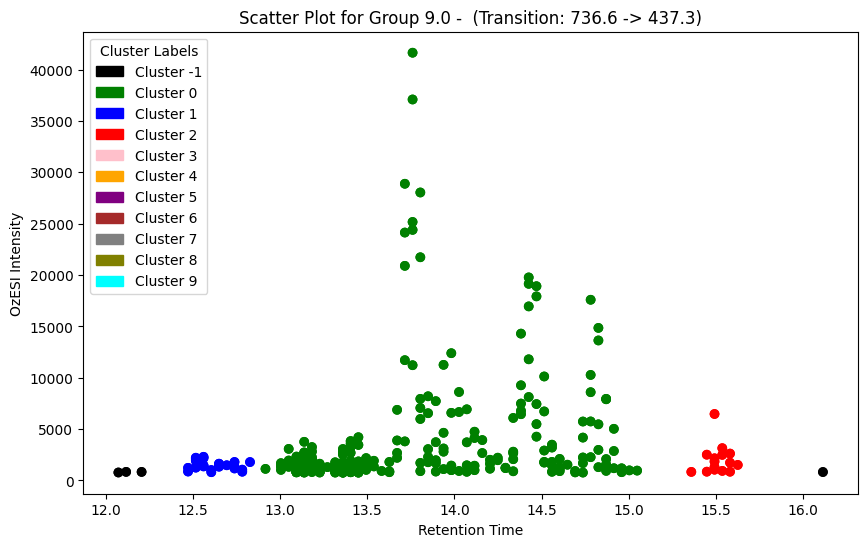 Scatter Plot for Group 9.0 -  (Transition: 736.6 -> 437.3)
Cluster Labels
Cluster -1
Cluster 0
Cluster 1
Cluster 2
Cluster 3
Cluster 4
Cluster 5
Cluster 6
Cluster 7
Cluster 8
Cluster 9
OzESI Intensity
40000
35000
30000
25000
20000
15000
10000
5000
0
12.0 12.5 13.0 13.5 14.0 14.5 15.0 15.5 16.0
Retention Time